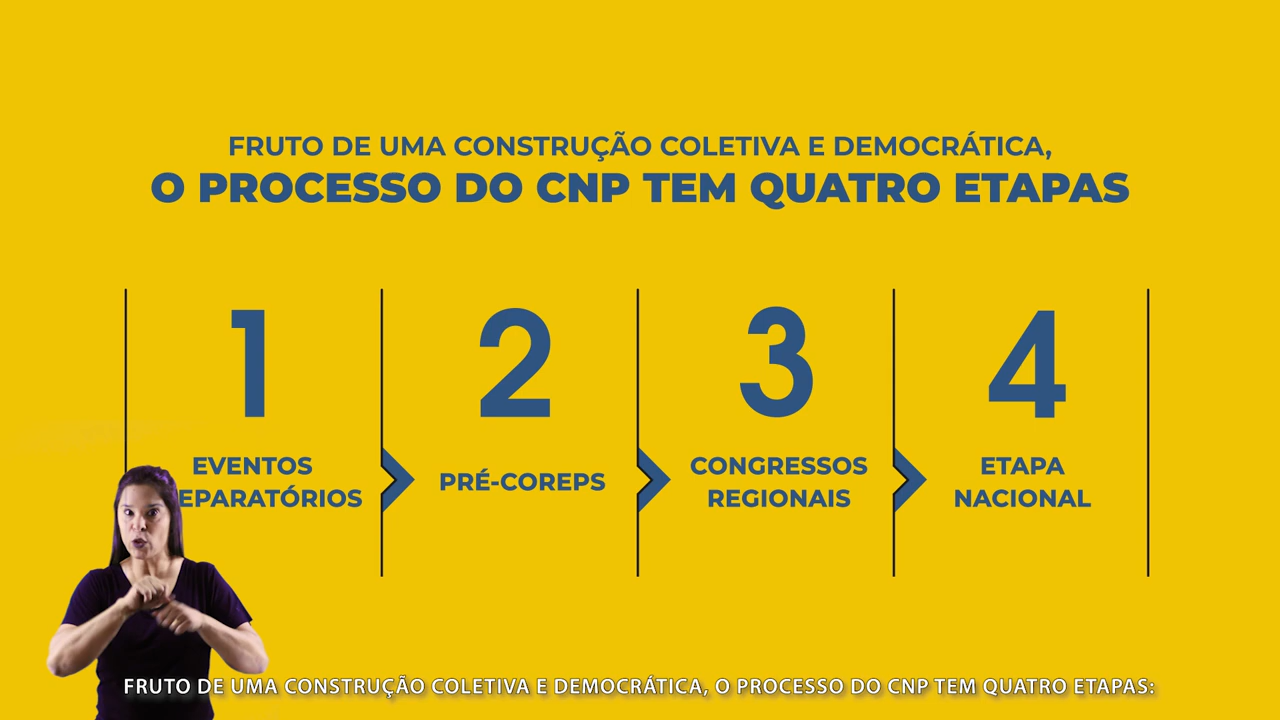 FRUTO DE UMA CONSTRUÇÃO COLETIVA E DEMOCRÁTICA,
O PROCESSO DO CNP TEM QUATRO ETAPAS
1
EVENTOS
EPARATÓRIOS
2
PRÉ-COREPS
3
CONGRESSOS
REGIONAIS
4
ETAPA
NACIONAL
FRUTO DE UMA CONSTRUÇÃO COLETIVA E DEMOCRÁTICA, O PROCESSO DO CNP TEM QUATRO ETAPAS: